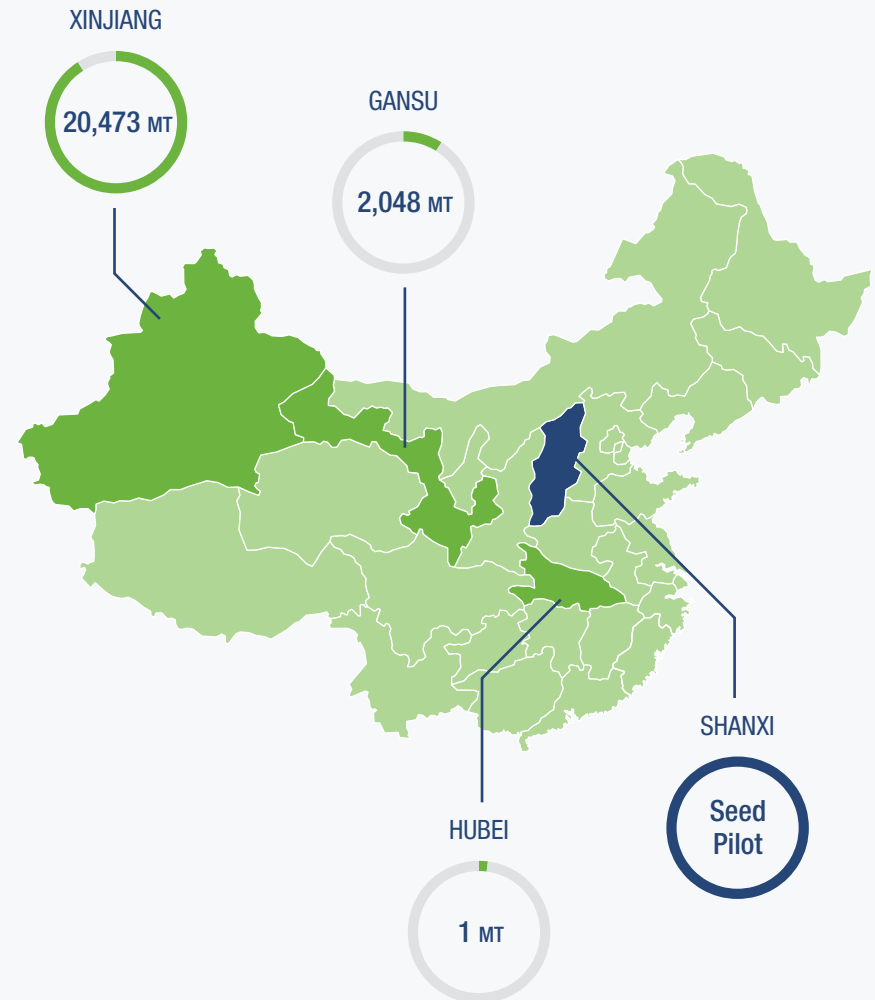 XINJIANG
20,473 MT
GANSU
2,048 MT
SHANXI
Seed
Pilot
HUBEI
1 MT